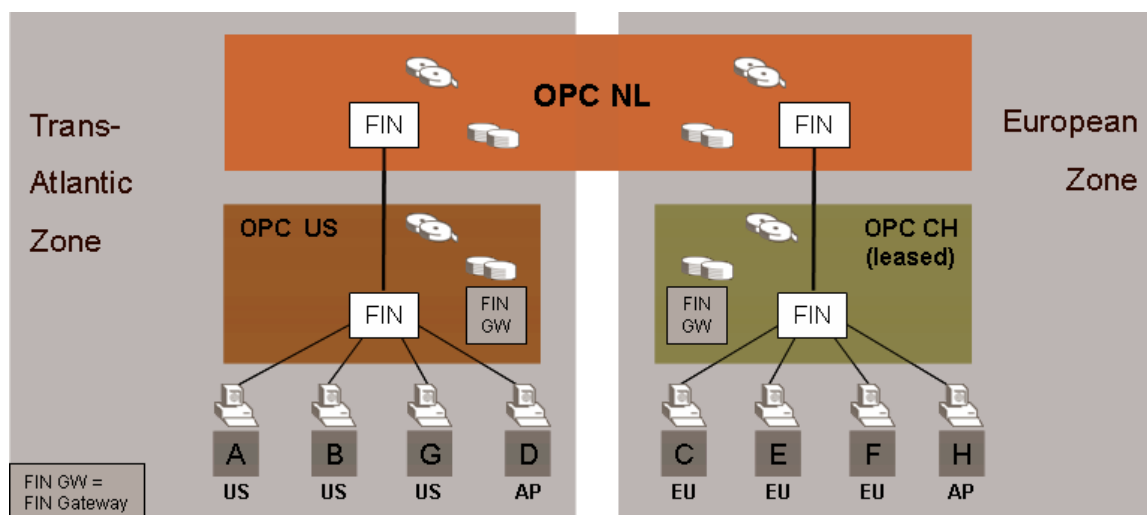 Trans-
Atlantic
Zone
OPC NL
FIN
FIN
European
Zone
OPC US
FIN
FIN
GW
OPC CH
(leased)
FIN
GW
FIN
A
B
G
D
C
E
F
H
US
US
US
AP
EU
EU
EU
AP
FIN GW =
FIN Gateway